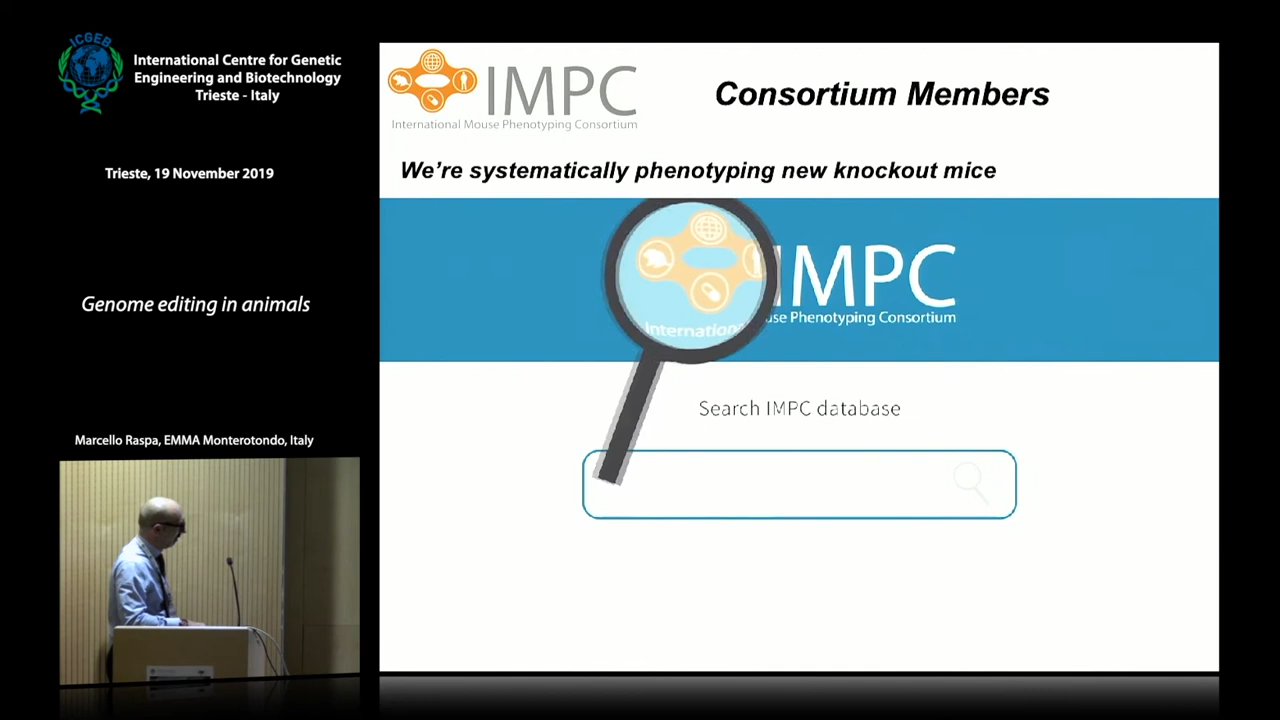 ICGEB
International Centre for Genetic
Engineering and Biotechnology
Trieste - Italy
Trieste, 19 November 2019
Genome editing in animals
Marcello Raspa, EMMA Monterotondo, Italy
IMPC
International Mouse Phenotyping Consortium
Consortium Members
We're systematically phenotyping new knockout mice
IMPC
International
use Phenotyping Consortium
Search IMPC database